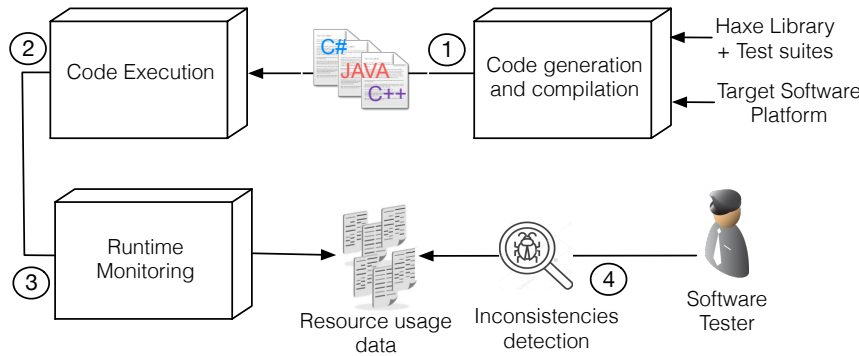 2
Code Execution
C#
JAVA
C++
1
Code generation
and compilation
Haxe Library
+ Test suites
Target Software
Platform
3
Runtime
Monitoring
Resource usage
data
Inconsistencies
detection
4
Software
Tester